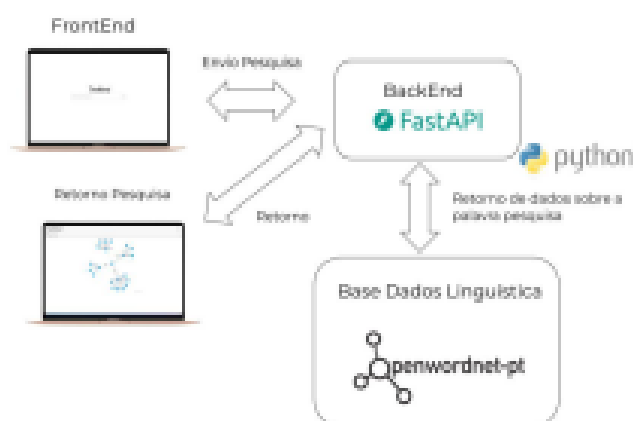 FrontEnd
Envio Pesquisa
BackEnd
FastAPI
python
Retorno Pesquisa
Retorno
Retorno de dados sobre a
palavra pesquisa
Base Dados Linguistica
openwordnet-pt